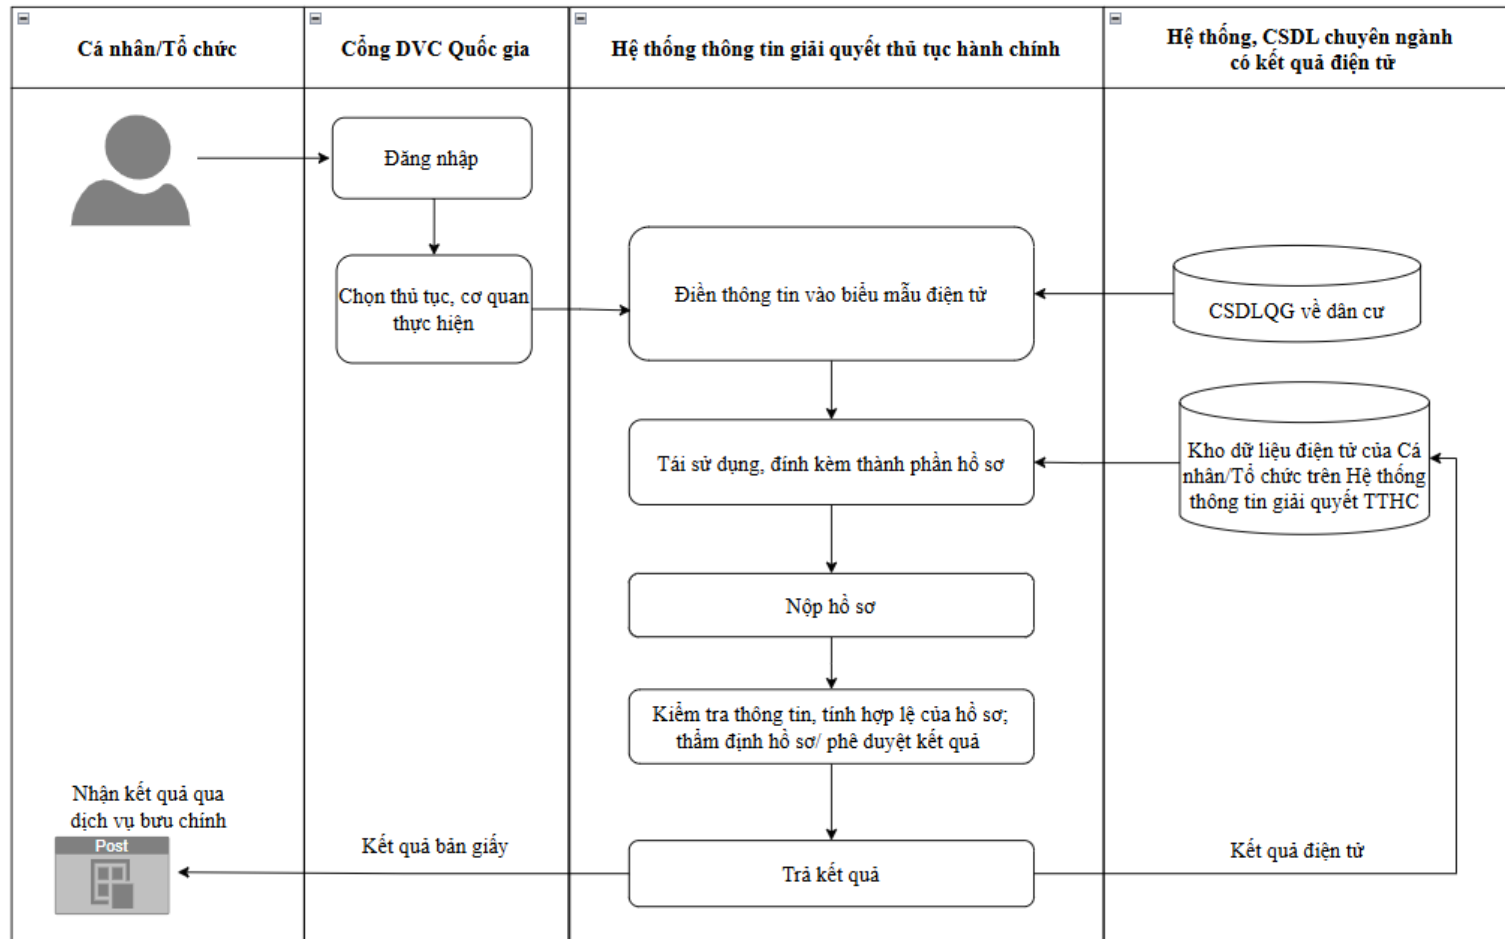 Cá nhân/Tổ chức
Cổng DVC Quốc gia
Hệ thống thông tin giải quyết thủ tục hành chính
Hệ thống, CSDL chuyên ngành
có kết quả điện tử
Đăng nhập
Chọn thủ tục, cơ quan
thực hiện
Điền thông tin vào biểu mẫu điện tử
CSDLQG về dân cư
Tái sử dụng, đính kèm thành phần hồ sơ
Kho dữ liệu điện tử của Cá
nhân/Tổ chức trên Hệ thống
thông tin giải quyết TTHC
Nộp hồ sơ
Kiểm tra thông tin, tính hợp lệ của hồ sơ;
thẩm định hồ sơ/ phê duyệt kết quả
Nhận kết quả qua
dịch vụ bưu chính
Post
Kết quả bản giấy
Trả kết quả
Kết quả điện tử